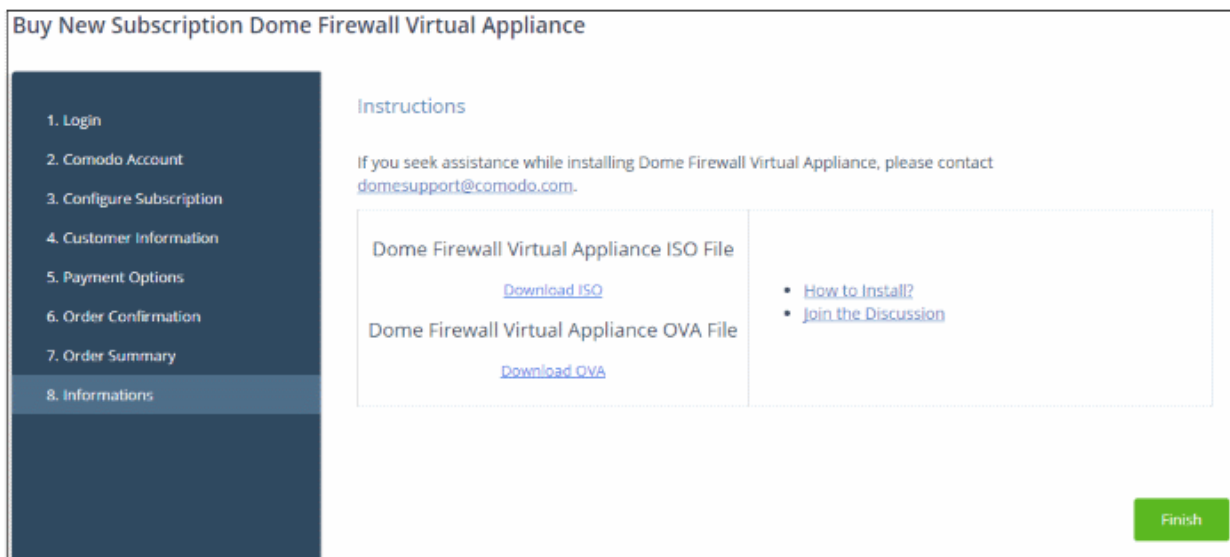 Buy New Subscription Dome Firewall Virtual Appliance
1. Login
2. Comodo Account
3. Configure Subscription
4. Customer Information
5. Payment Options
6. Order Confirmation
7. Order Summary
8. Informations
Instructions
If you seek assistance while installing Dome Firewall Virtual Appliance, please contact
domesupport@comodo.com.
Dome Firewall Virtual Appliance ISO File
Download ISO
Dome Firewall Virtual Appliance OVA File
Download OVA
• How to Install?
• Join the Discussion
Finish